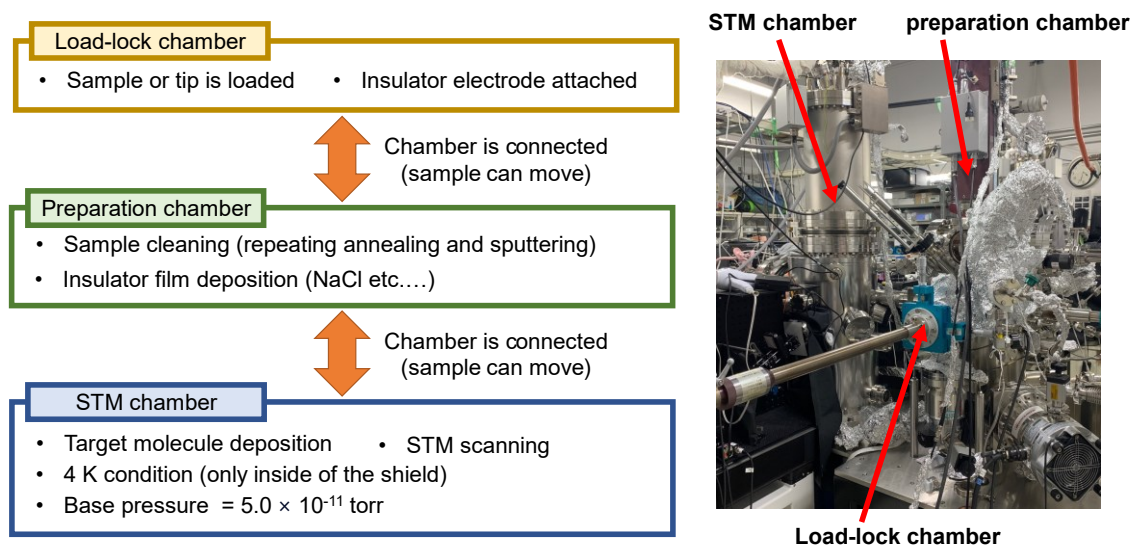 Load-lock chamber
• Sample or tip is loaded • Insulator electrode attached
Chamber is connected
(sample can move)
Preparation chamber
• Sample cleaning (repeating annealing and sputtering)
• Insulator film deposition (NaCl etc.…)
Chamber is connected
(sample can move)
STM chamber
• Target molecule deposition • STM scanning
• 4 K condition (only inside of the shield)
• Base pressure = 5.0 × 10⁻¹¹ torr
STM chamber
preparation chamber
Load-lock chamber